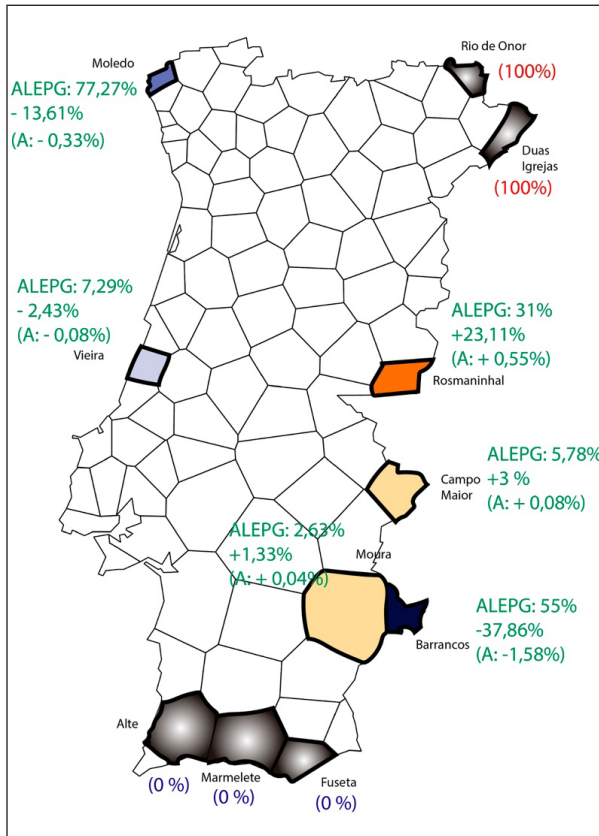 Moledo
ALEPG: 77,27%
- 13,61%
(A: - 0,33%)
Rio de Onor
(100%)
Duas
Igrejas
(100%)
ALEPG: 7,29%
- 2,43%
(A: - 0,08%)
Vieira
ALEPG: 31%
+23,11%
(A: + 0,55%)
Rosmaninhal
ALEPG: 5,78%
+3 %
(A: + 0,08%)
Campo
Maior
ALEPG: 2,63%
+1,33%
(A: + 0,04%)
Moura
ALEPG: 55%
-37,86%
(A: -1,58%)
Barrancos
Alte
(0 %)
Marmelete
(0 %)
Fuseta
(0 %)